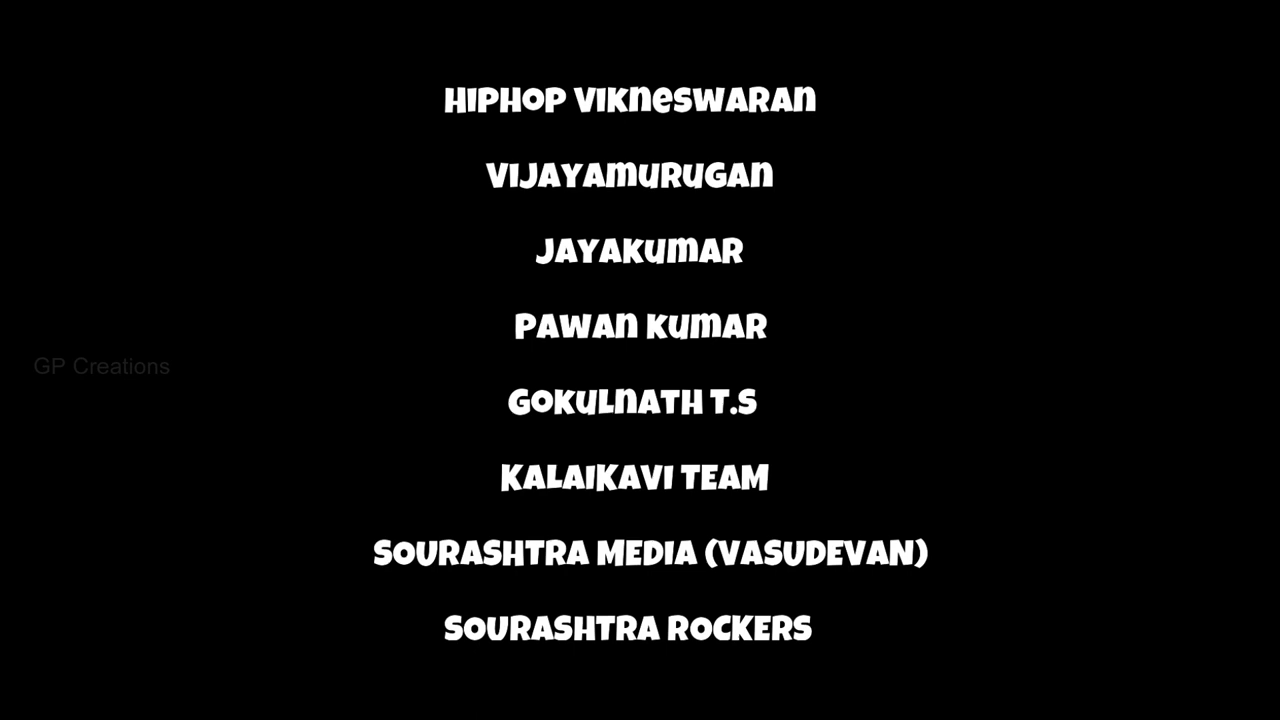 HIPHOP VIKNESWARAN
VIJAYAMURUGAN
JAYAKUMAR
PAWAN KUMAR
GP Creations
GOKULNATH T.S
KALAIKAVI TEAM
SOURASHTRA MEDIA (VASUDEVAN)
SOURASHTRA ROCKERS